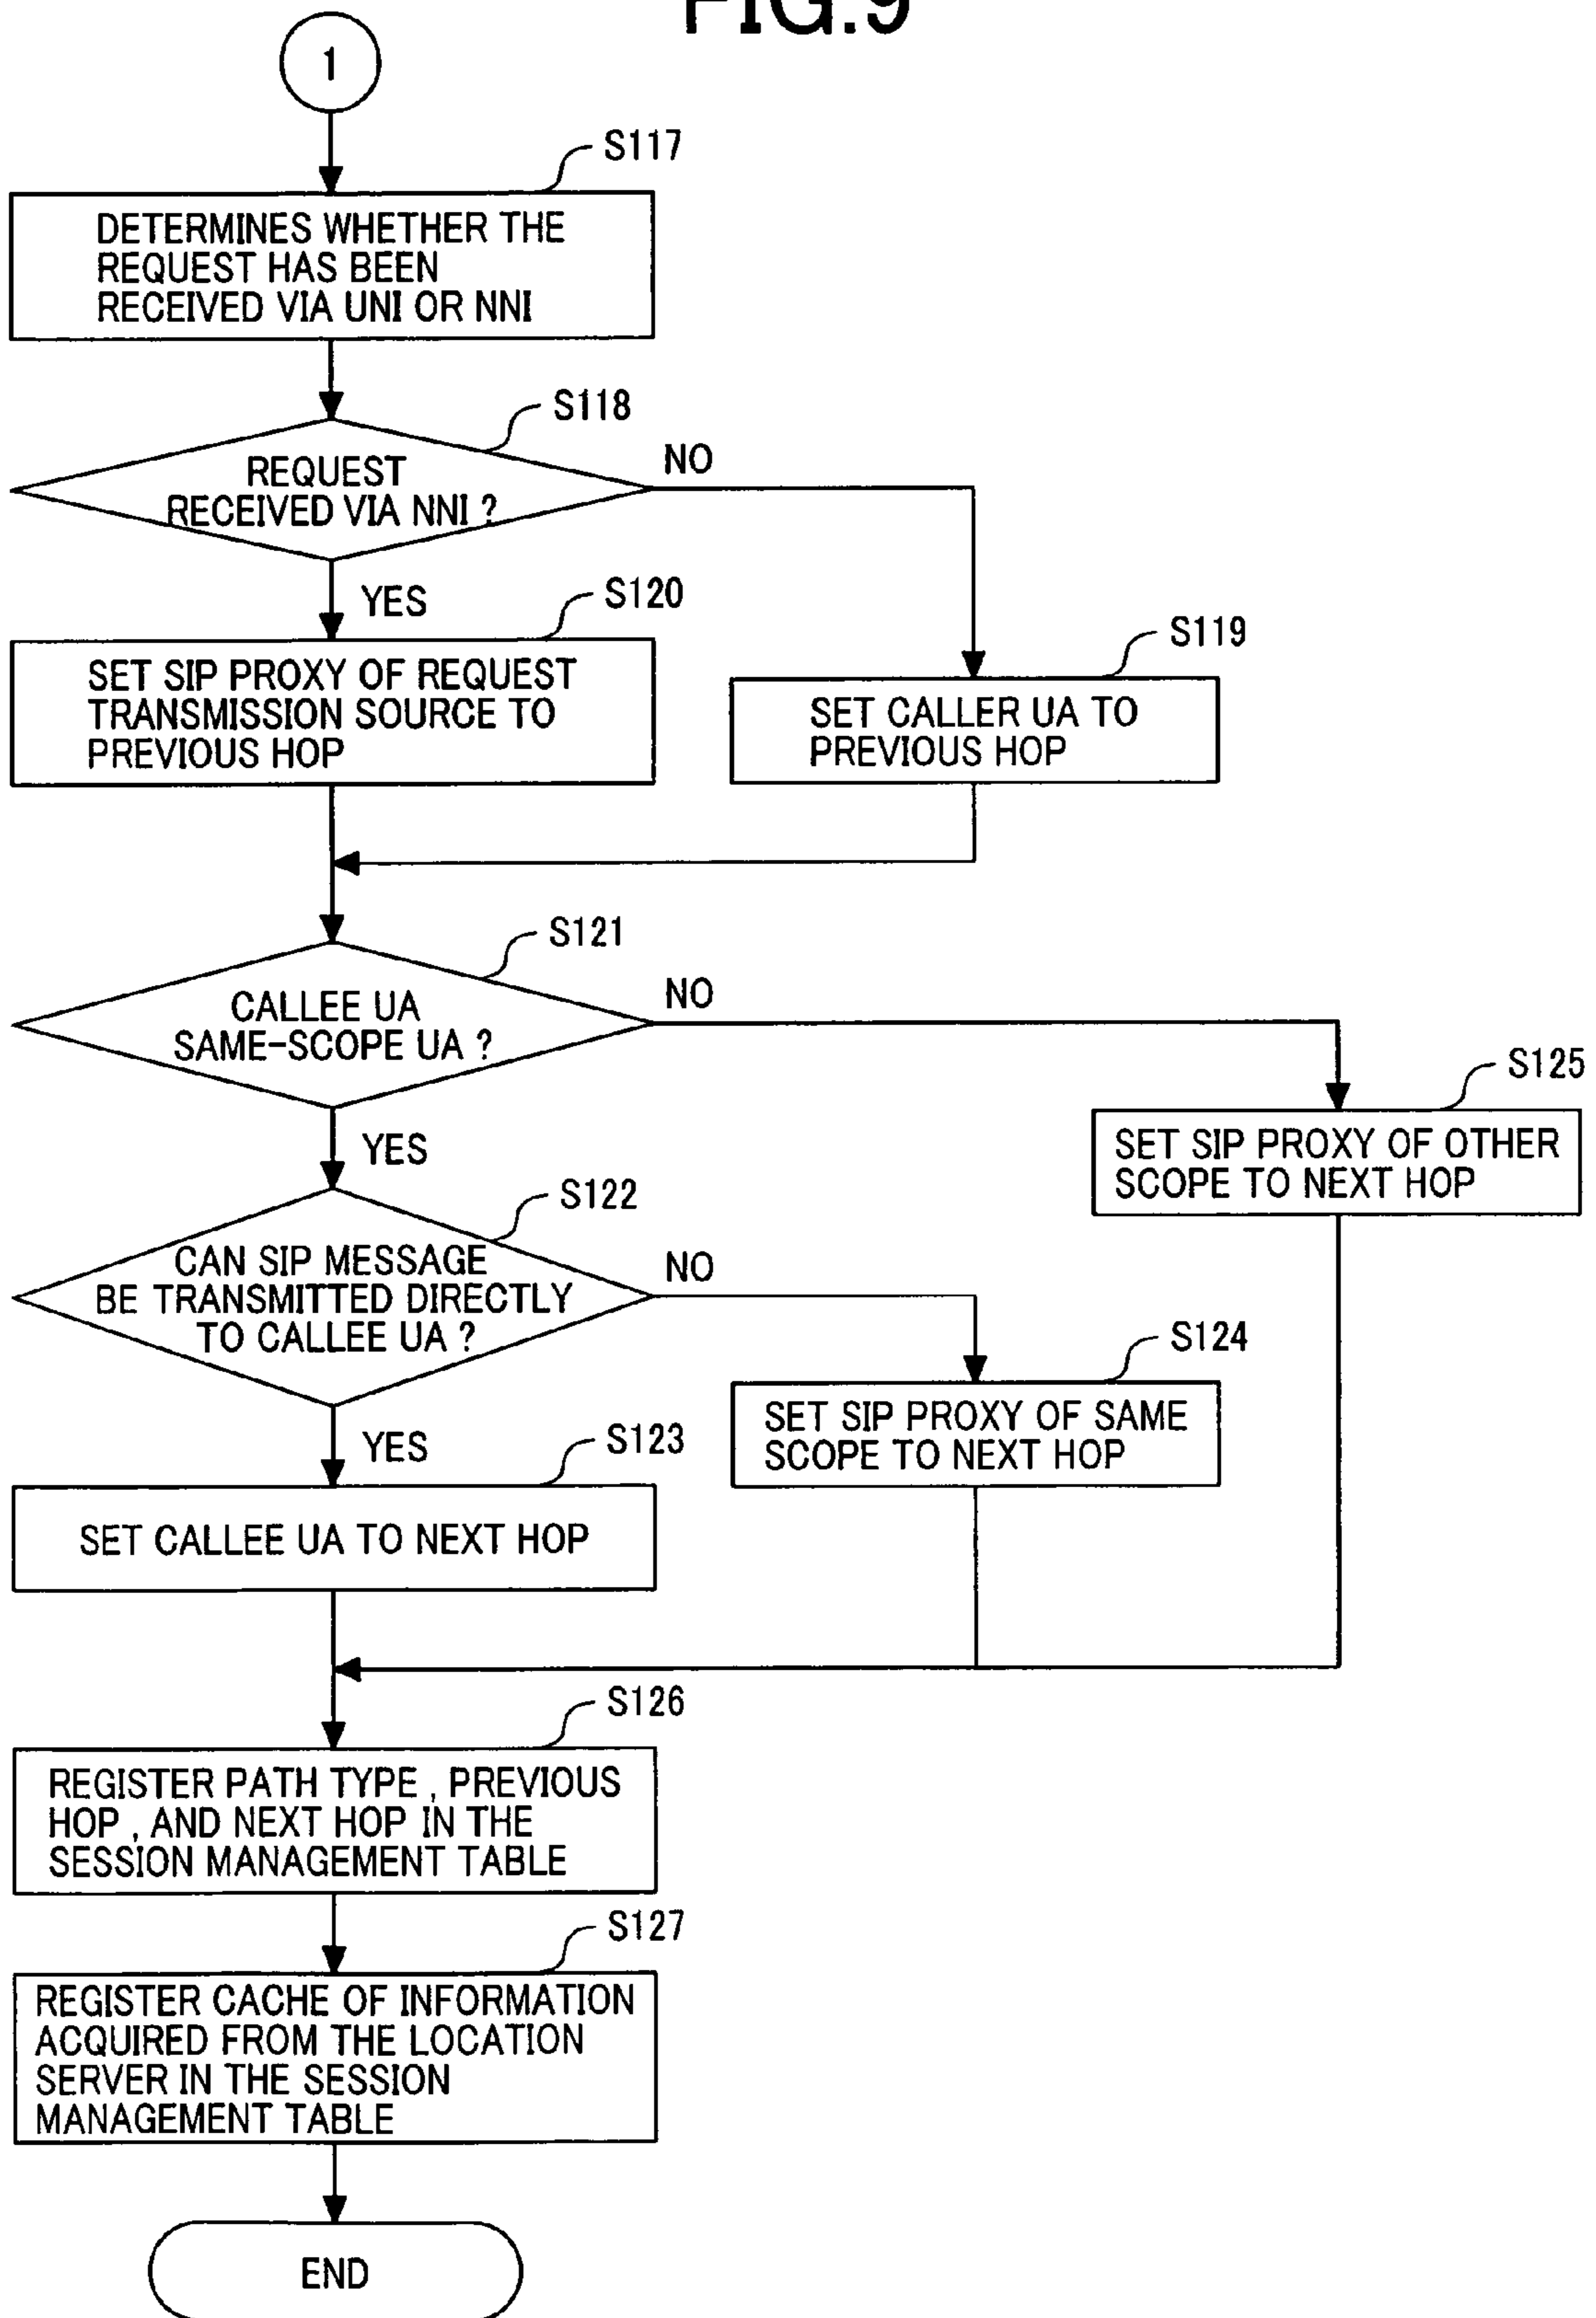 FIG.9
1
S117
DETERMINES WHETHER THE
REQUEST HAS BEEN
RECEIVED VIA UNI OR NNI
S118
REQUEST
RECEIVED VIA NNI ?
NO
YES
S120
SET SIP PROXY OF REQUEST
TRANSMISSION SOURCE TO
PREVIOUS HOP
S119
SET CALLER UA TO
PREVIOUS HOP
S121
CALLEE UA
SAME-SCOPE UA ?
NO
YES
S125
SET SIP PROXY OF OTHER
SCOPE TO NEXT HOP
S122
CAN SIP MESSAGE
BE TRANSMITTED DIRECTLY
TO CALLEE UA ?
NO
YES
S124
SET SIP PROXY OF SAME
SCOPE TO NEXT HOP
S123
SET CALLEE UA TO NEXT HOP
S126
REGISTER PATH TYPE , PREVIOUS
HOP , AND NEXT HOP IN THE
SESSION MANAGEMENT TABLE
S127
REGISTER CACHE OF INFORMATION
ACQUIRED FROM THE LOCATION
SERVER IN THE SESSION
MANAGEMENT TABLE
END